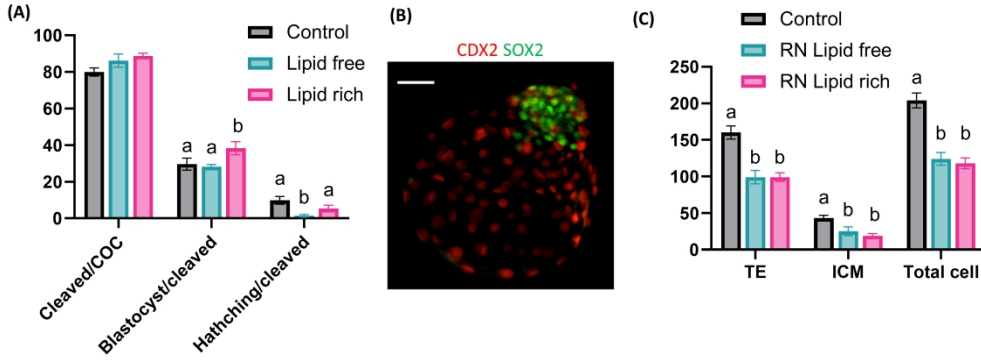 (A)
Control
Lipid free
Lipid rich
100
80
60
40
20
0
a a b
a b a
Cleaved/COC
Blastocyst/cleaved
Hathching/cleaved
(B)
CDX2 SOX2
(C)
Control
RN Lipid free
RN Lipid rich
250
200
150
100
50
0
a b b
a b b
a b b
TE ICM Total cell